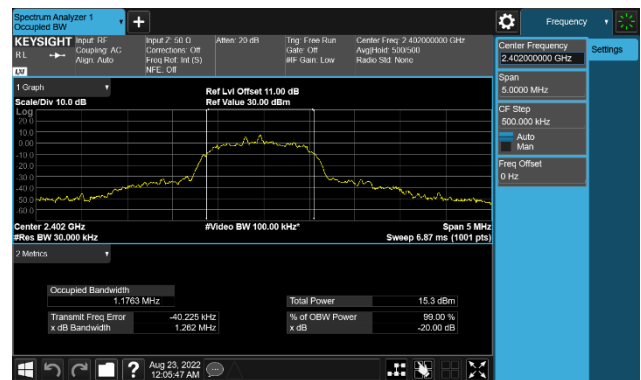 Spectrum Analyzer 1
Occupied BW
Frequency
KEYSIGHT
Input: RF
Coupling: AC
Align: Auto
Input Z: 50 Ω
Corrections: Off
Freq Ref: Int (S)
NFE: Off
Atten: 20 dB
Trig: Free Run
Gate: Off
#IF Gain: Low
Center Freq: 2.402000000 GHz
Avg|Hold: 500/500
Radio Std: None
RL
LXI
Center Frequency
2.402000000 GHz
Settings
Span
5.0000 MHz
CF Step
500.000 kHz
Auto
Man
Freq Offset
0 Hz
1 Graph
Scale/Div 10.0 dB
Ref Lvl Offset 11.00 dB
Ref Value 30.00 dBm
Log
20.0
10.0
0.00
-10.0
-20.0
-30.0
-40.0
-50.0
-60.0
Center 2.402 GHz
#Res BW 30.000 kHz
#Video BW 100.00 kHz*
Span 5 MHz
Sweep 6.87 ms (1001 pts)
2 Metrics
Occupied Bandwidth
1.1763 MHz
Total Power
15.3 dBm
Transmit Freq Error
-40.225 kHz
% of OBW Power
99.00 %
x dB Bandwidth
1.262 MHz
x dB
-20.00 dB
?
Aug 23, 2022
12:05:47 AM